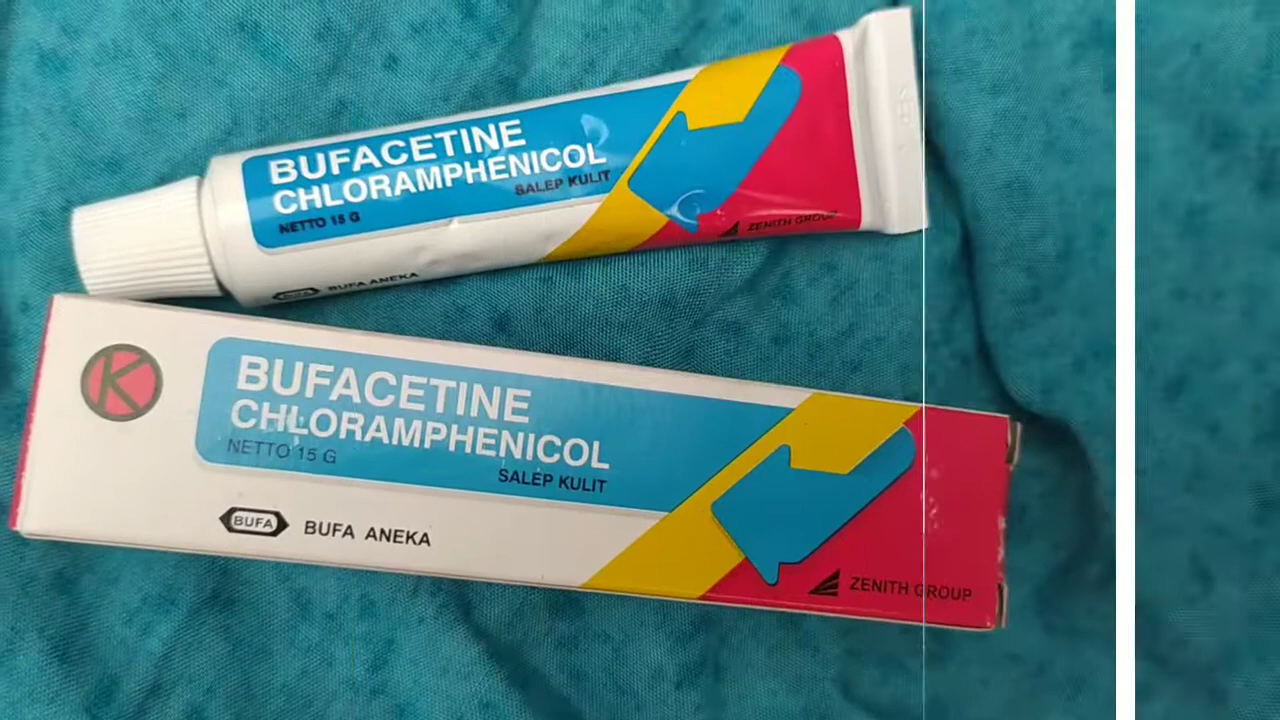 BUFACETINE
CHLORAMPHENICOL
SALEP KULIT
NETTO 15 G
BUFA
BUFA ANEKA
ZENITH GROUP
K
BUFACETINE
CHLORAMPHENICOL
NETTO 15 G
SALEP KULIT
BUFA
BUFA ANEKA
ZENITH GROUP